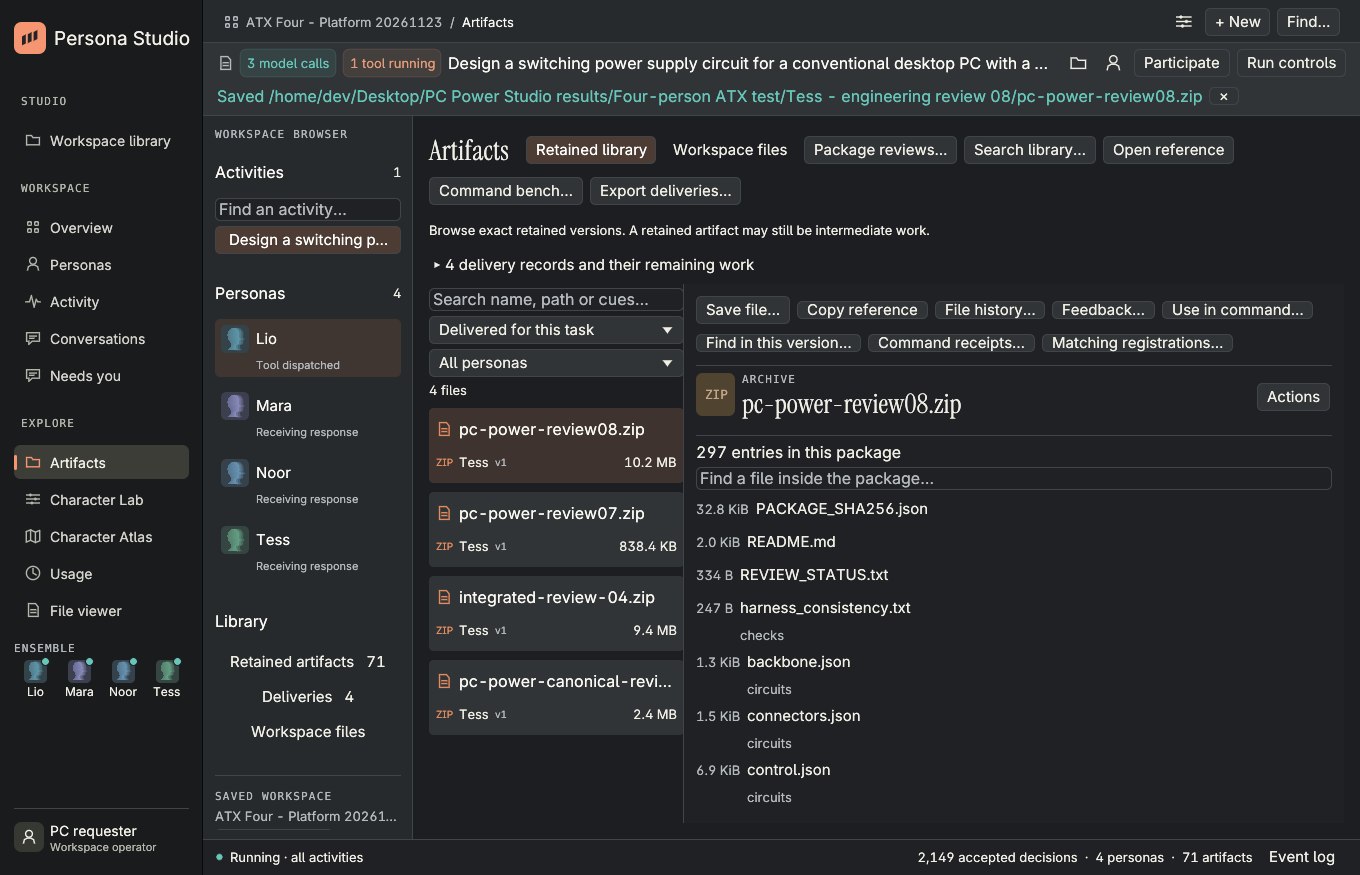 Persona Studio
STUDIO
Workspace library
WORKSPACE
Overview
Personas
Activity
Conversations
Needs you
EXPLORE
Artifacts
Character Lab
Character Atlas
Usage
File viewer
ENSEMBLE
Lio Mara Noor Tess
PC requester
Workspace operator
ATX Four - Platform 20261123 / Artifacts
+ New Find...
3 model calls 1 tool running Design a switching power supply circuit for a conventional desktop PC with a ... Participate Run controls
Saved /home/dev/Desktop/PC Power Studio results/Four-person ATX test/Tess - engineering review 08/pc-power-review08.zip ×
WORKSPACE BROWSER
Activities 1
Find an activity...
Design a switching p...
Personas 4
Lio
Tool dispatched
Mara
Receiving response
Noor
Receiving response
Tess
Receiving response
Library
Retained artifacts 71
Deliveries 4
Workspace files
SAVED WORKSPACE
ATX Four - Platform 20261...
Artifacts Retained library Workspace files Package reviews... Search library... Open reference
Command bench... Export deliveries...
Browse exact retained versions. A retained artifact may still be intermediate work.
▸ 4 delivery records and their remaining work
Search name, path or cues...
Delivered for this task ▼
All personas ▼
4 files
pc-power-review08.zip
ZIP Tess v1 10.2 MB
pc-power-review07.zip
ZIP Tess v1 838.4 KB
integrated-review-04.zip
ZIP Tess v1 9.4 MB
pc-power-canonical-revi...
ZIP Tess v1 2.4 MB
Save file... Copy reference File history... Feedback... Use in command...
Find in this version... Command receipts... Matching registrations...
ZIP
ARCHIVE
pc-power-review08.zip
Actions
297 entries in this package
Find a file inside the package...
32.8 KiB PACKAGE_SHA256.json
2.0 KiB README.md
334 B REVIEW_STATUS.txt
247 B harness_consistency.txt
checks
1.3 KiB backbone.json
circuits
1.5 KiB connectors.json
circuits
6.9 KiB control.json
circuits
Running · all activities
2,149 accepted decisions · 4 personas · 71 artifacts Event log